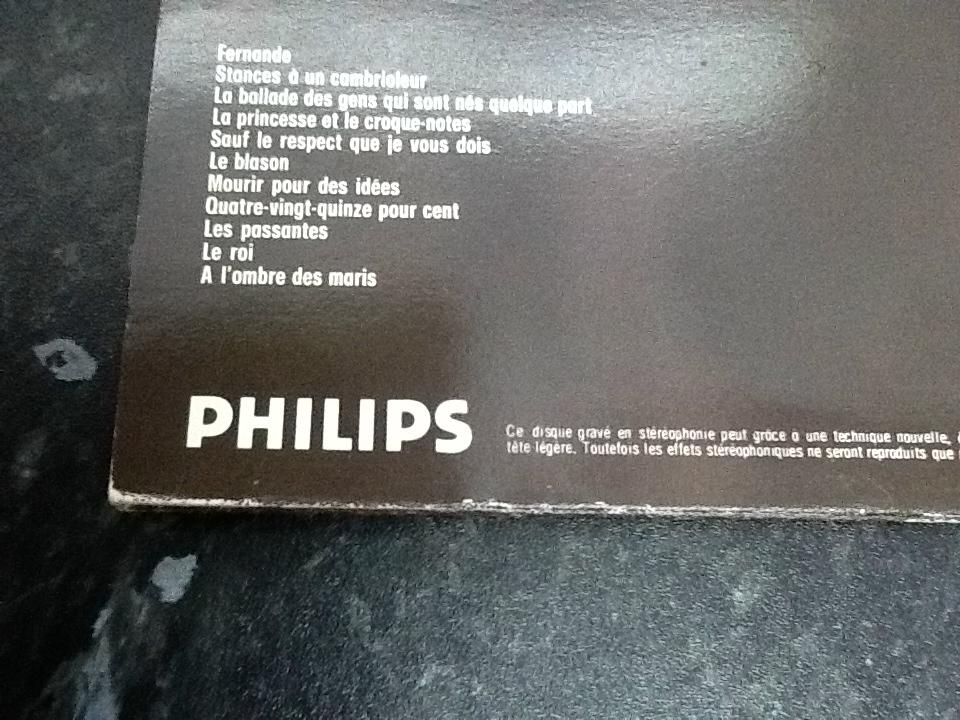 Fernande
Stances à un cambrioleur
La ballade des gens qui sont nés quelque part
La princesse et le croque-notes
Sauf le respect que je vous dois
Le blason
Mourir pour des idées
Quatre-vingt-quinze pour cent
Les passantes
Le roi
A l'ombre des maris
PHILIPS
Ce disque gravé en stéréophonie peut grâce à une technique nouvelle,
tête légère. Toutefois les effets stéréophoniques ne seront reproduits que